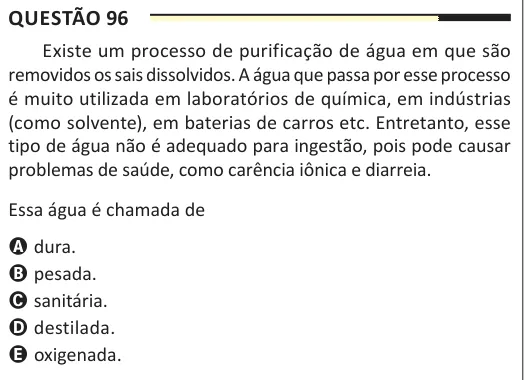 QUESTÃO 96
Existe um processo de purificação de água em que são
removidos os sais dissolvidos. A água que passa por esse processo
é muito utilizada em laboratórios de química, em indústrias
(como solvente), em baterias de carros etc. Entretanto, esse
tipo de água não é adequado para ingestão, pois pode causar
problemas de saúde, como carência iônica e diarreia.
Essa água é chamada de
A dura.
B pesada.
C sanitária.
D destilada.
E oxigenada.